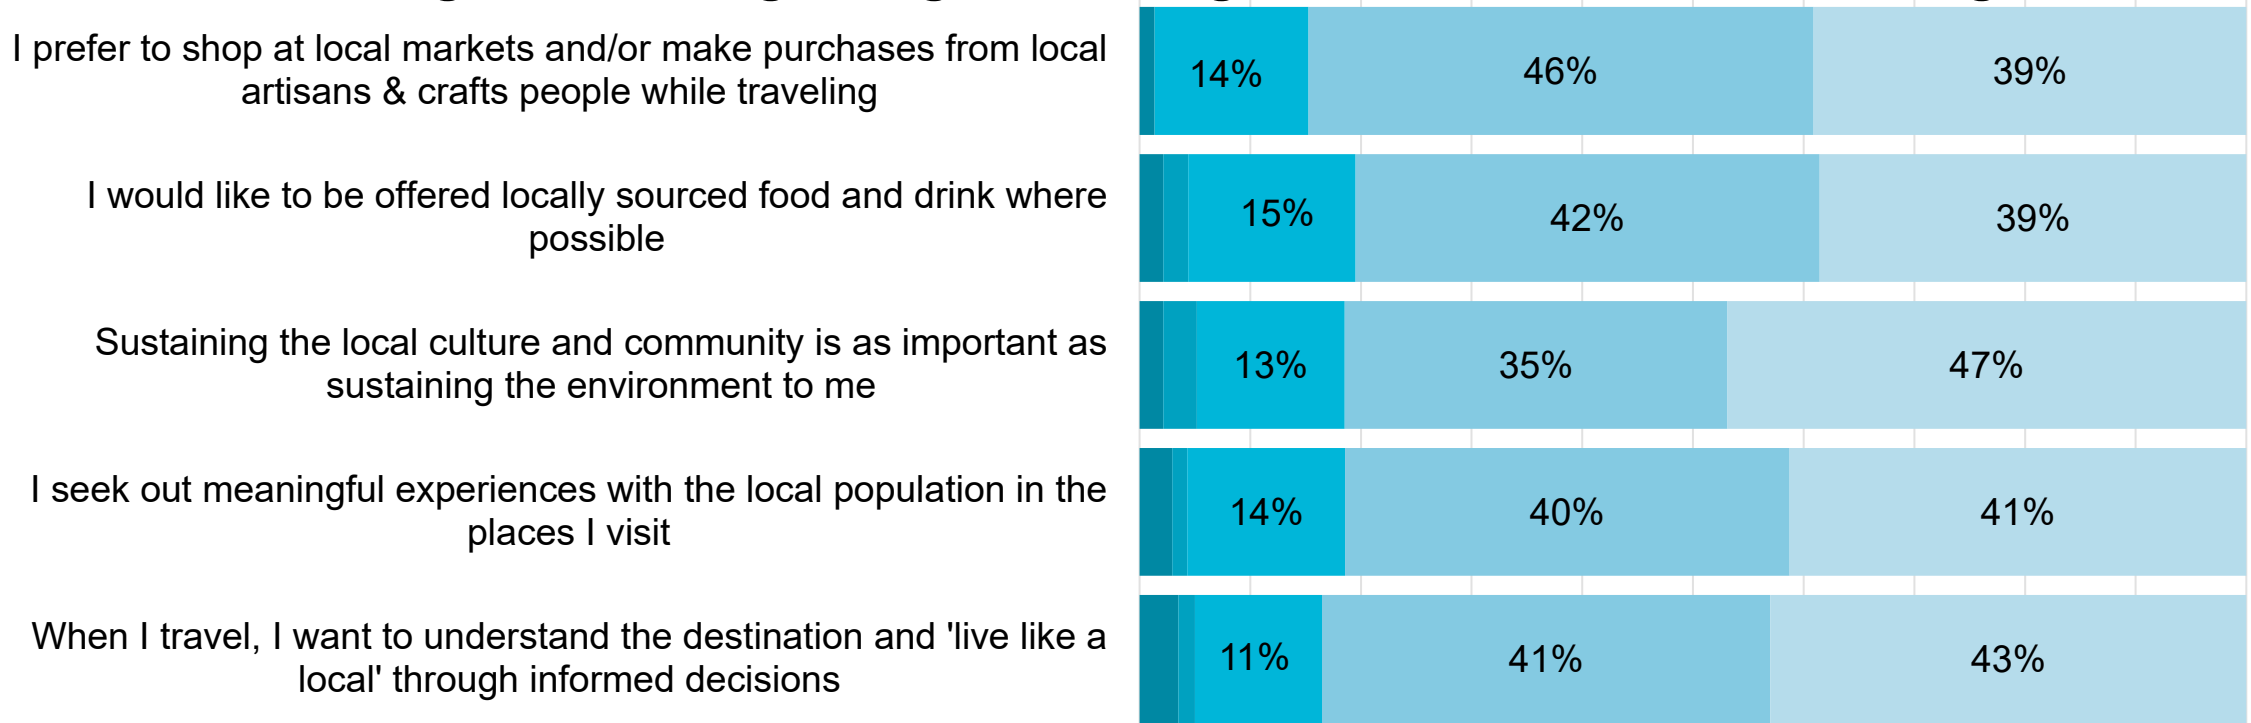 I prefer to shop at local markets and/or make purchases from local
artisans & crafts people while traveling
14%
46%
39%
I would like to be offered locally sourced food and drink where
possible
15%
42%
39%
Sustaining the local culture and community is as important as
sustaining the environment to me
13%
35%
47%
I seek out meaningful experiences with the local population in the
places I visit
14%
40%
41%
When I travel, I want to understand the destination and 'live like a
local' through informed decisions
11%
41%
43%